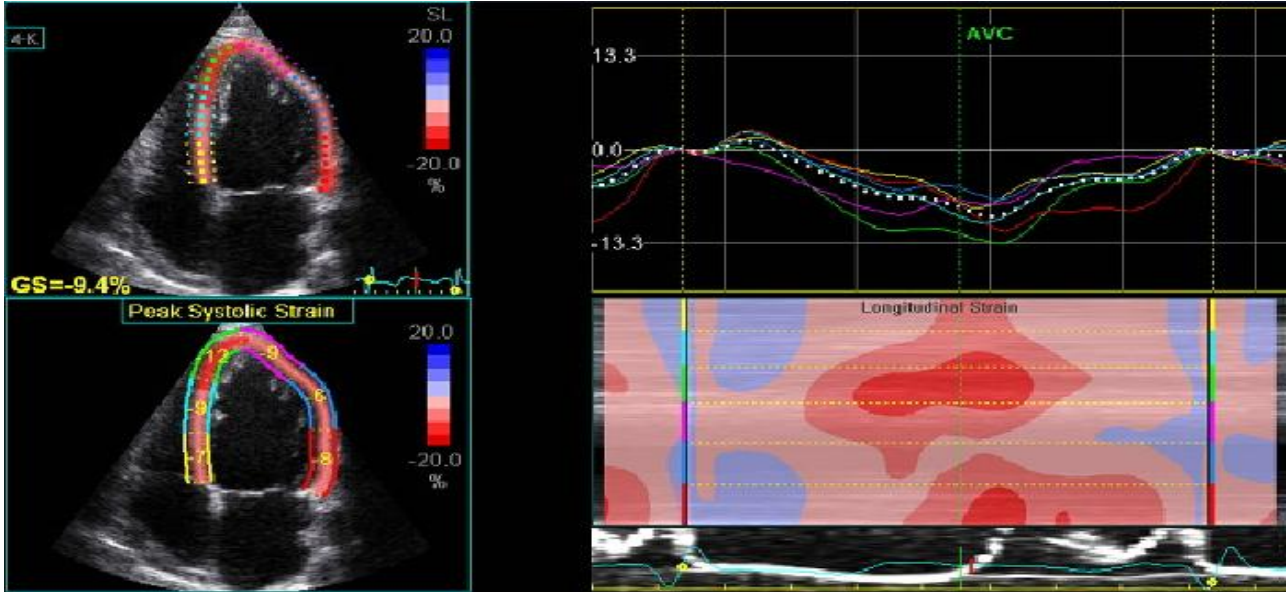 4-K
SL
20.0
-20.0
%
GS=-9.4%
AVC
13.3
0.0
-13.3
Peak Systolic Strain
20.0
-20.0
%
-9
-9
6
-7
-8
Longitudinal Strain